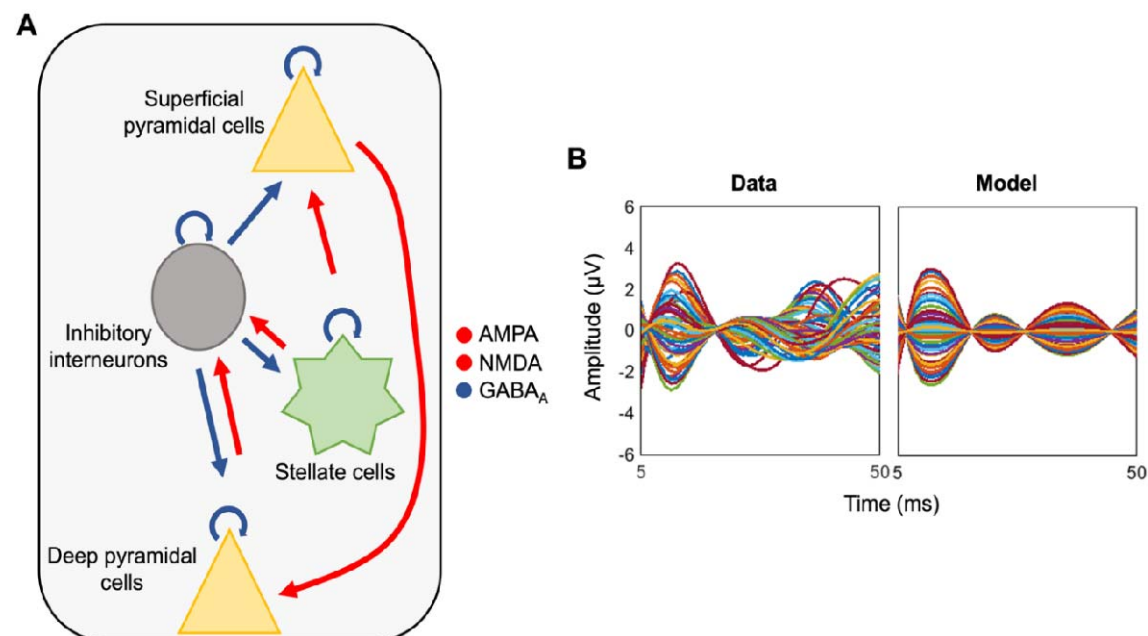 A
Superficial
pyramidal cells
Inhibitory
interneurons
Stellate cells
Deep pyramidal
cells
AMPA
NMDA
GABAA
B
Data
Model
Amplitude (µV)
6
4
2
0
-2
-4
-6
5
50
5
50
Time (ms)